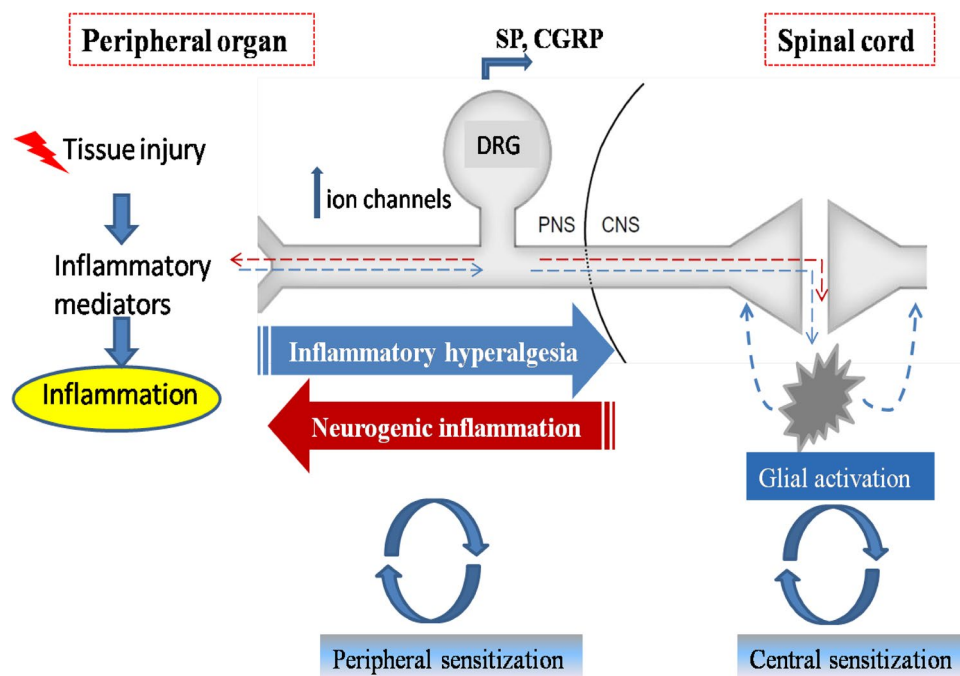 Peripheral organ
SP, CGRP
Spinal cord
Tissue injury
DRG
ion channels
PNS
CNS
Inflammatory
mediators
Inflammatory hyperalgesia
Inflammation
Neurogenic inflammation
Glial activation
Peripheral sensitization
Central sensitization